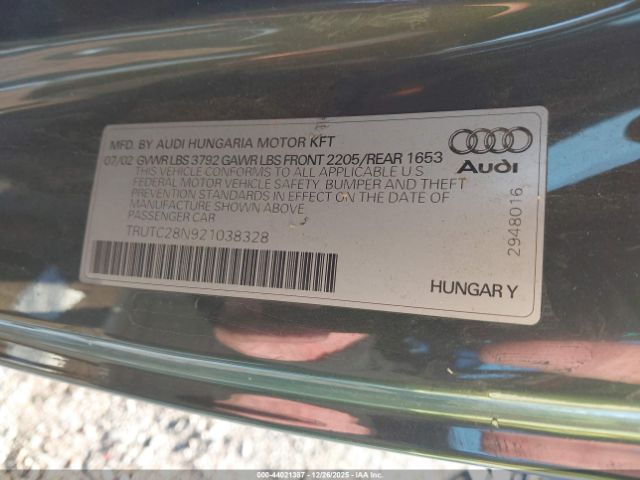 MFD. BY AUDI HUNGARIA MOTOR KFT
07/02 GVWR LBS 3792 GAWR LBS FRONT 2205/REAR 1653
THIS VEHICLE CONFORMS TO ALL APPLICABLE U S
FEDERAL MOTOR VEHICLE SAFETY, BUMPER AND THEFT
PREVENTION STANDARDS IN EFFECT ON THE DATE OF
MANUFACTURE SHOWN ABOVE
PASSENGER CAR
TRUTC28N921038328
Audi
2948016
HUNGARY
000-44021387 - 12/26/2025 - COPYRIGHT IAA, LLC